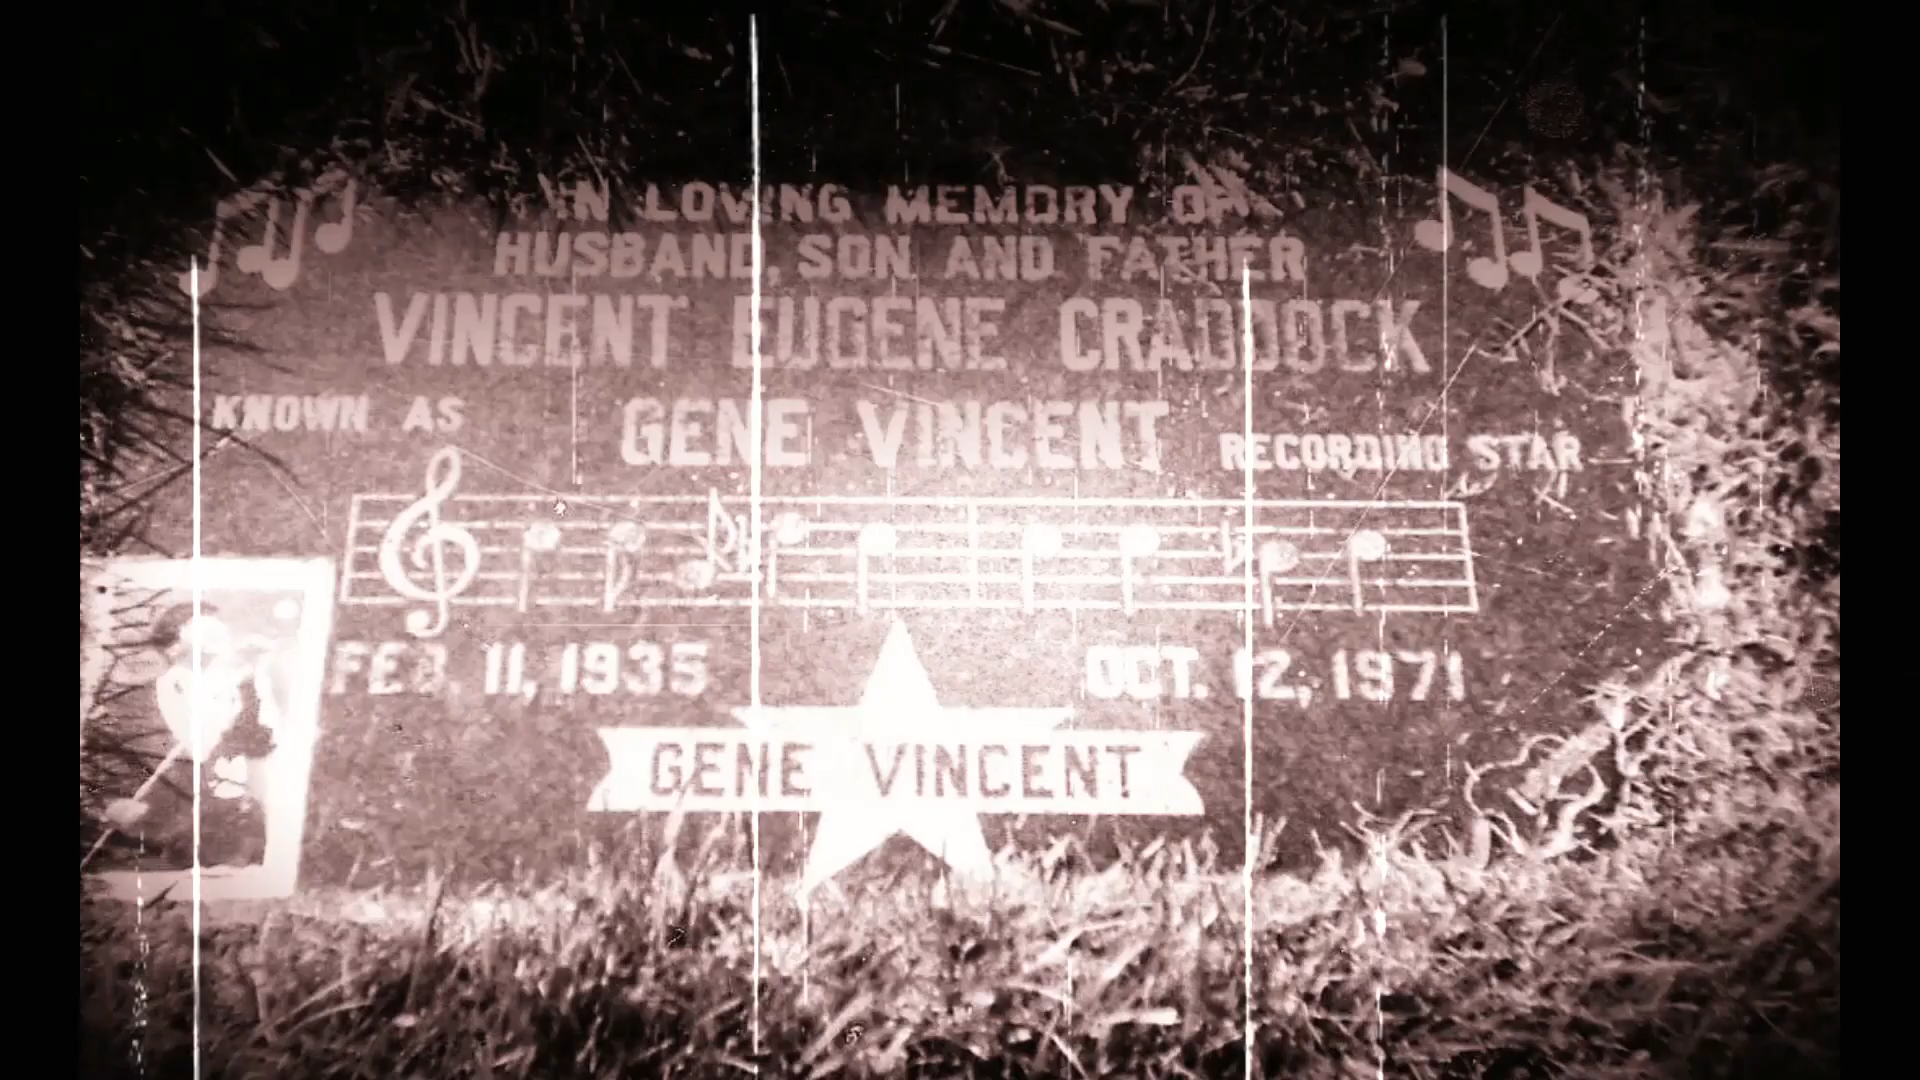 IN LOVING MEMORY OF
HUSBAND, SON AND FATHER
VINCENT EUGENE CRADDOCK
KNOWN AS GENE VINCENT RECORDING STAR
FEB. 11, 1935 OCT. 12, 1971
GENE VINCENT